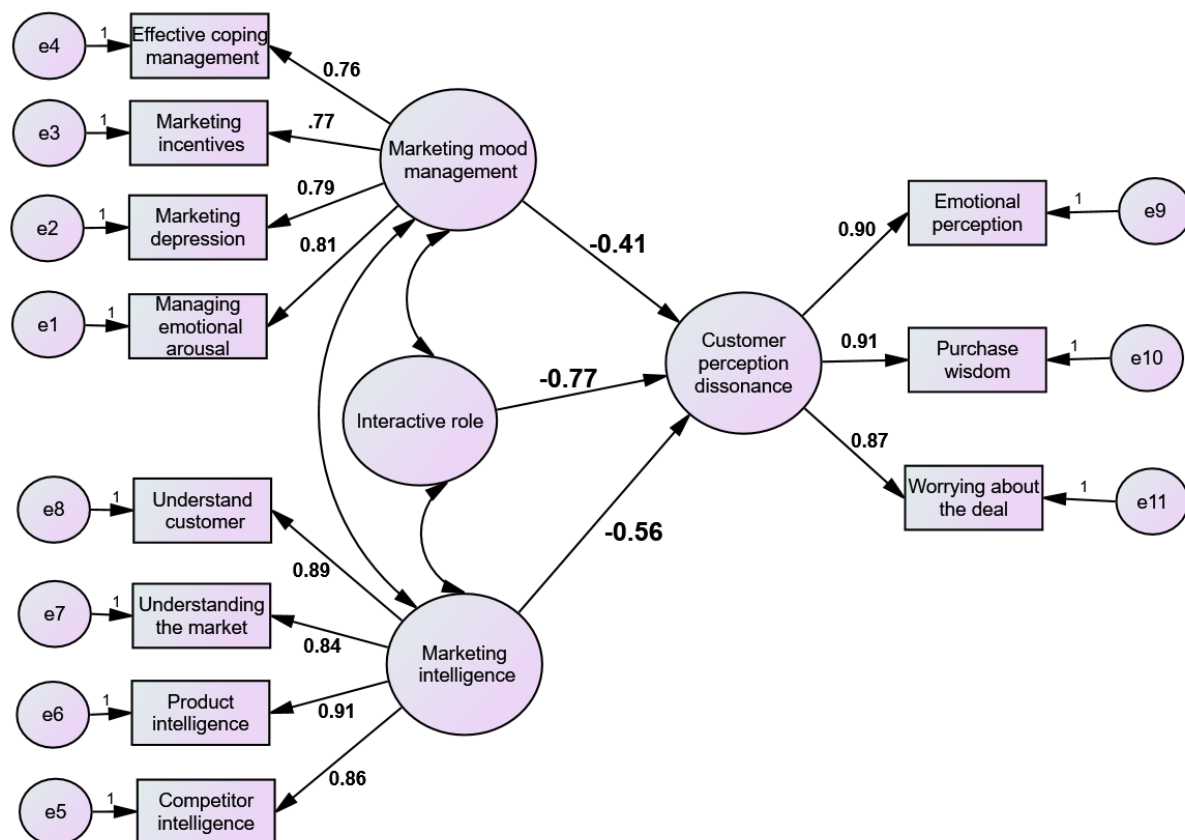 e4
1
Effective coping
management
0.76
e3
1
Marketing
incentives
.77
e2
1
Marketing
depression
0.79
e1
1
Managing
emotional
arousal
0.81
Marketing mood
management
-0.41
Interactive role
-0.77
Customer
perception
dissonance
0.90
Emotional
perception
1
e9
0.91
Purchase
wisdom
1
e10
0.87
Worrying about
the deal
1
e11
e8
1
Understand
customer
0.89
e7
1
Understanding
the market
0.84
e6
1
Product
intelligence
0.91
e5
1
Competitor
intelligence
0.86
Marketing
intelligence
-0.56